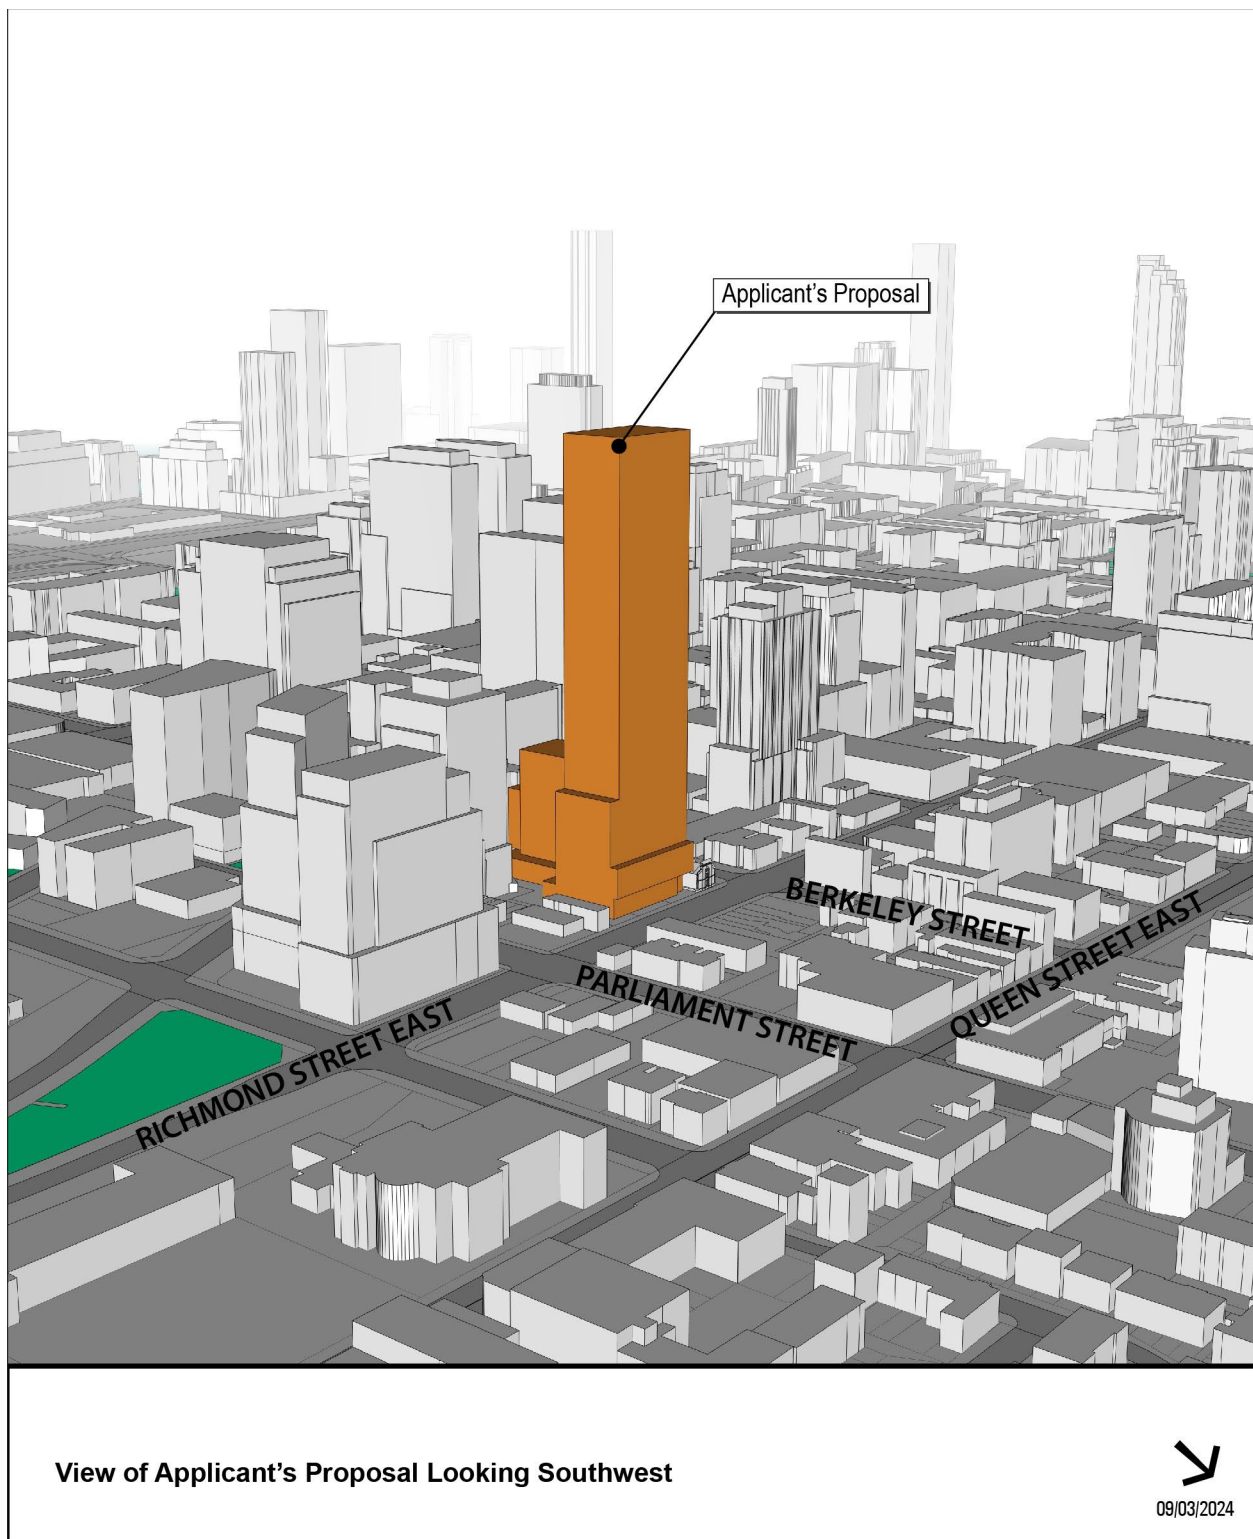 Applicant's Proposal
BERKELEY STREET
QUEEN STREET EAST
PARLIAMENT STREET
RICHMOND STREET EAST
View of Applicant's Proposal Looking Southwest
09/03/2024